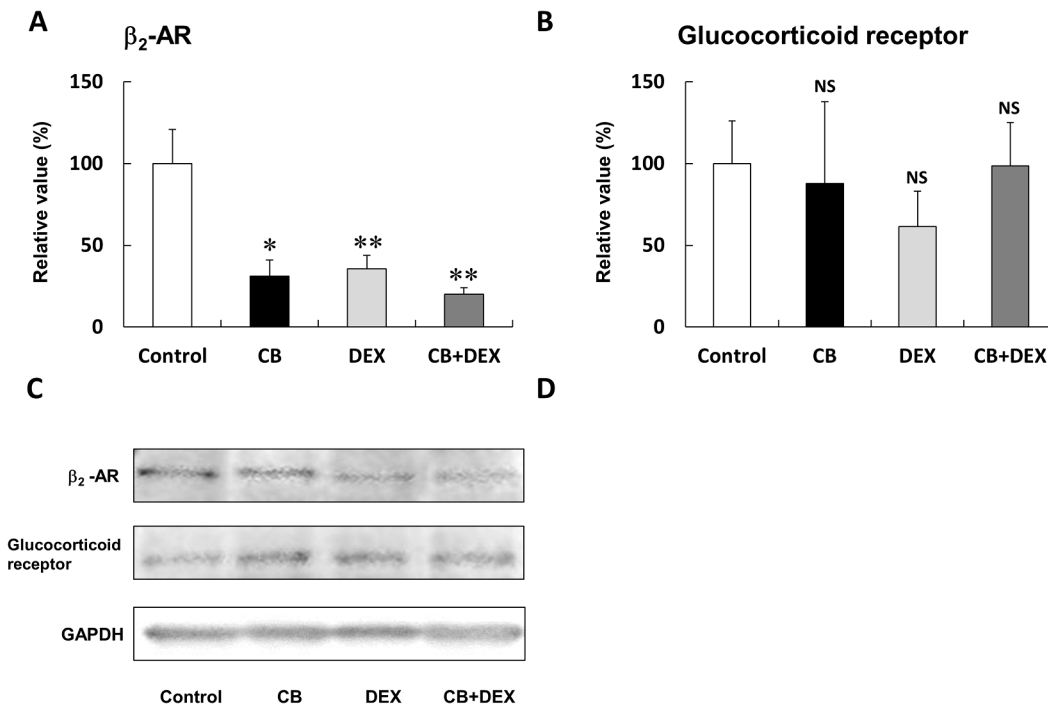 A
β₂-AR
150
100
50
0
Relative value (%)
*
**
**
Control CB DEX CB+DEX
B
Glucocorticoid receptor
150
100
50
0
Relative value (%)
NS
NS
NS
Control CB DEX CB+DEX
C
D
β₂ -AR
Glucocorticoid
receptor
GAPDH
Control CB DEX CB+DEX